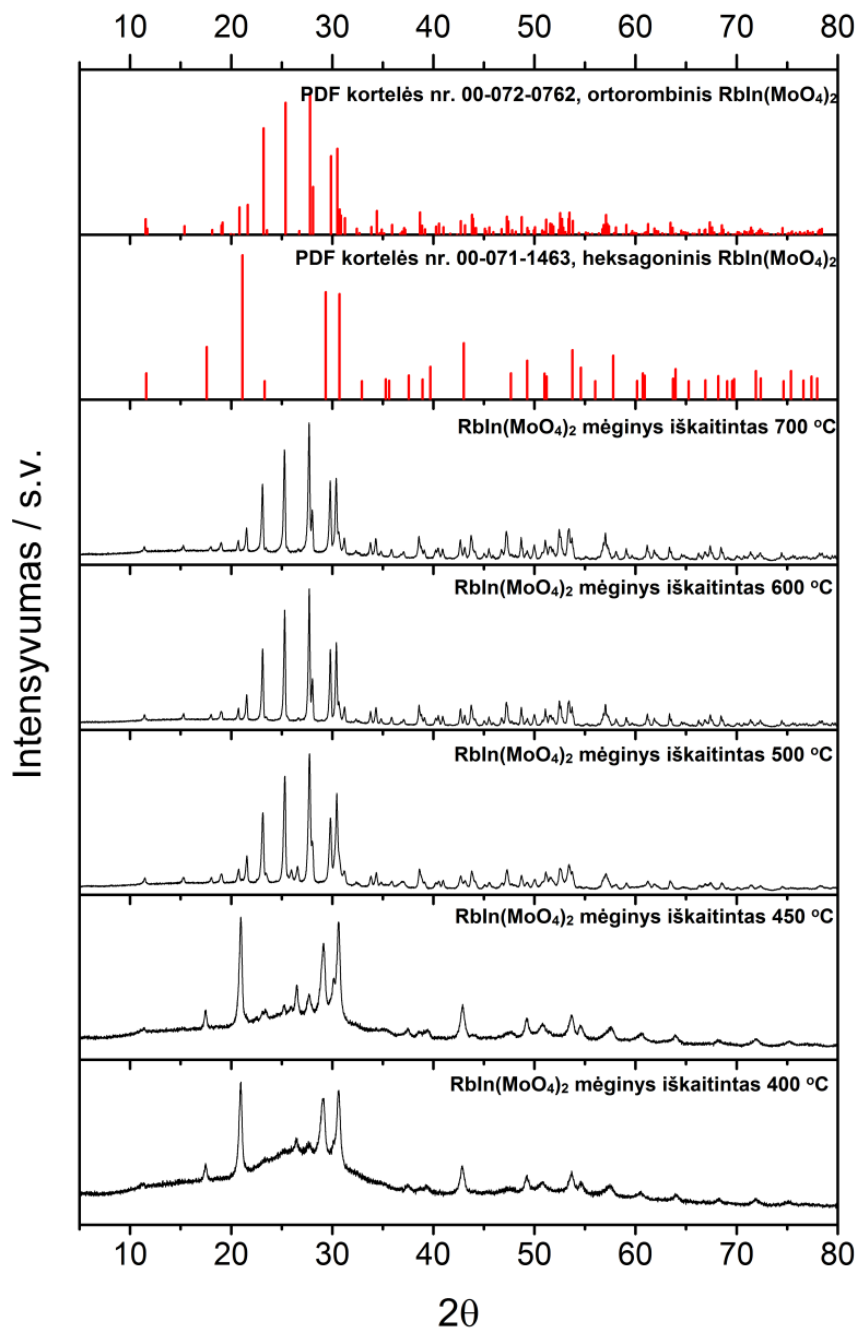 10 20 30 40 50 60 70 80
PDF kortelės nr. 00-072-0762, ortorombinis RbIn(MoO₄)₂
PDF kortelės nr. 00-071-1463, heksagoninis RbIn(MoO₄)₂
RbIn(MoO₄)₂ mėginys iškaitintas 700 °C
RbIn(MoO₄)₂ mėginys iškaitintas 600 °C
RbIn(MoO₄)₂ mėginys iškaitintas 500 °C
RbIn(MoO₄)₂ mėginys iškaitintas 450 °C
RbIn(MoO₄)₂ mėginys iškaitintas 400 °C
Intensyvumas / s.v.
10 20 30 40 50 60 70 80
2θ